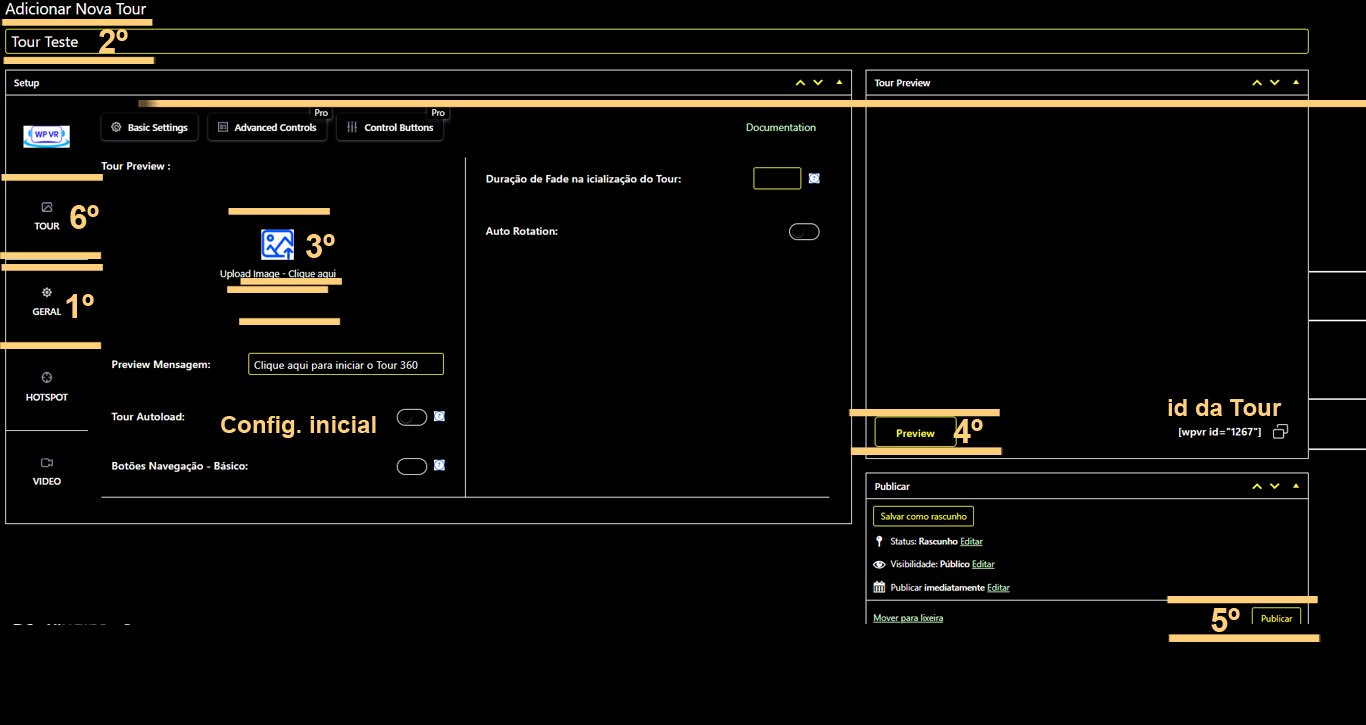 Adicionar Nova Tour
Tour Teste
2º
Setup
Tour Preview
WP VR
Basic Settings
Advanced Controls
Pro
Control Buttons
Pro
Documentation
Tour Preview :
TOUR
6º
3º
Upload Image - Clique aqui
GERAL
1º
Preview Mensagem:
Clique aqui para iniciar o Tour 360
HOTSPOT
Tour Autoload:
Config. inicial
Botões Navegação - Básico:
VIDEO
Duração de Fade na icialização do Tour:
Auto Rotation:
id da Tour
[wpvr id="1267"]
Preview
4º
Publicar
Salvar como rascunho
Status: Rascunho Editar
Visibilidade: Público Editar
Publicar imediatamente Editar
Mover para lixeira
5º
Publicar